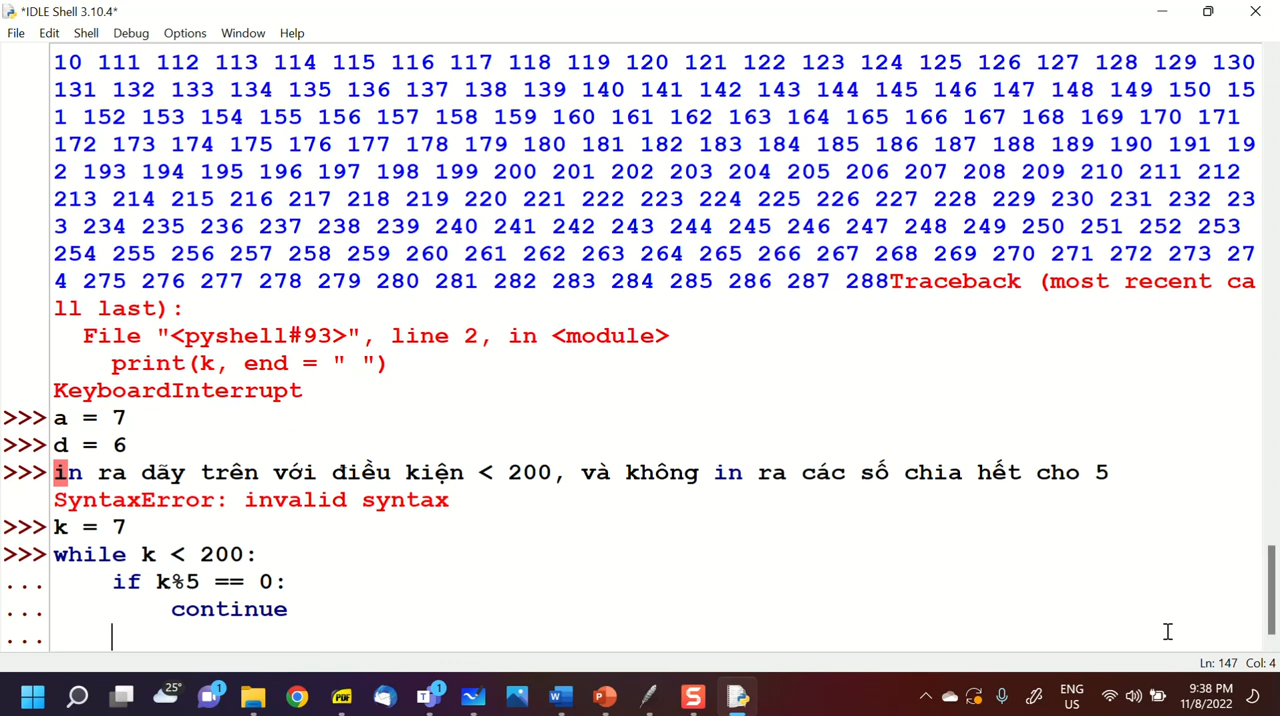 *IDLE Shell 3.10.4*
File Edit Shell Debug Options Window Help
10 111 112 113 114 115 116 117 118 119 120 121 122 123 124 125 126 127 128 129 130
131 132 133 134 135 136 137 138 139 140 141 142 143 144 145 146 147 148 149 150 15
1 152 153 154 155 156 157 158 159 160 161 162 163 164 165 166 167 168 169 170 171
172 173 174 175 176 177 178 179 180 181 182 183 184 185 186 187 188 189 190 191 19
2 193 194 195 196 197 198 199 200 201 202 203 204 205 206 207 208 209 210 211 212
213 214 215 216 217 218 219 220 221 222 223 224 225 226 227 228 229 230 231 232 23
3 234 235 236 237 238 239 240 241 242 243 244 245 246 247 248 249 250 251 252 253
254 255 256 257 258 259 260 261 262 263 264 265 266 267 268 269 270 271 272 273 27
4 275 276 277 278 279 280 281 282 283 284 285 286 287 288Traceback (most recent ca
ll last):
  File "<pyshell#93>", line 2, in <module>
    print(k, end = " ")
KeyboardInterrupt
>>> a = 7
>>> d = 6
>>> in ra dãy trên với điều kiện < 200, và không in ra các số chia hết cho 5
SyntaxError: invalid syntax
>>> k = 7
>>> while k < 200:
...     if k%5 == 0:
...         continue
...
Ln: 147 Col: 4
25° 1 PDF 1 W P S ENG 9:38 PM
US 11/8/2022